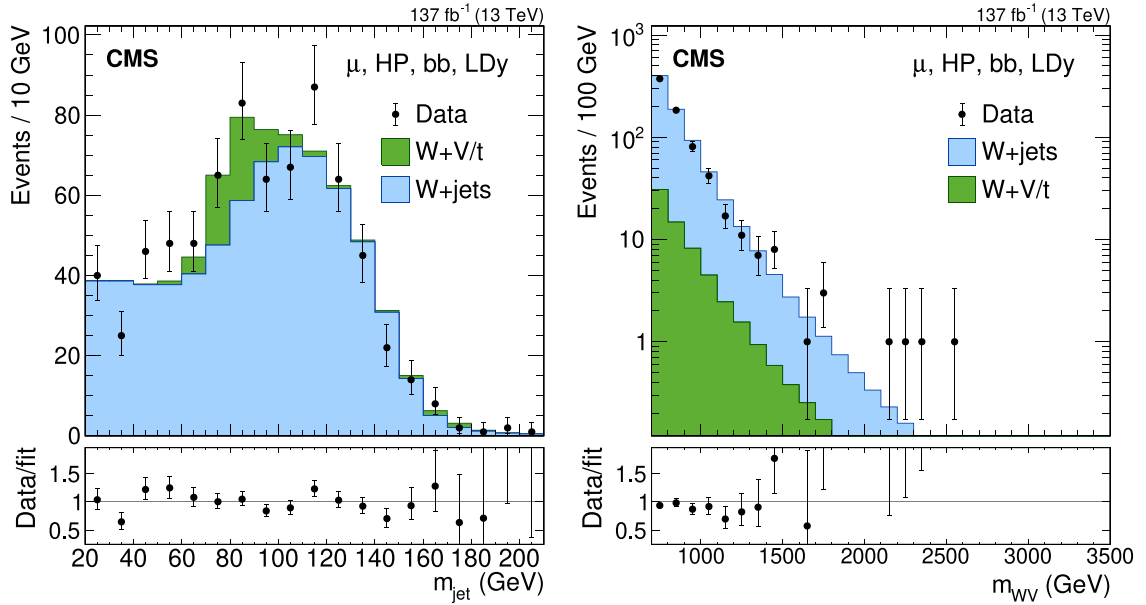 137 fb⁻¹ (13 TeV)
CMS
μ, HP, bb, LDy
Data
W+V/t
W+jets
Events / 10 GeV
100
80
60
40
20
0
Data/fit
1.5
1
0.5
20 40 60 80 100 120 140 160 180 200
m_jet (GeV)
137 fb⁻¹ (13 TeV)
CMS
μ, HP, bb, LDy
Data
W+jets
W+V/t
Events / 100 GeV
10³
10²
10
1
Data/fit
1.5
1
0.5
1000 1500 2000 2500 3000 3500
m_WV (GeV)